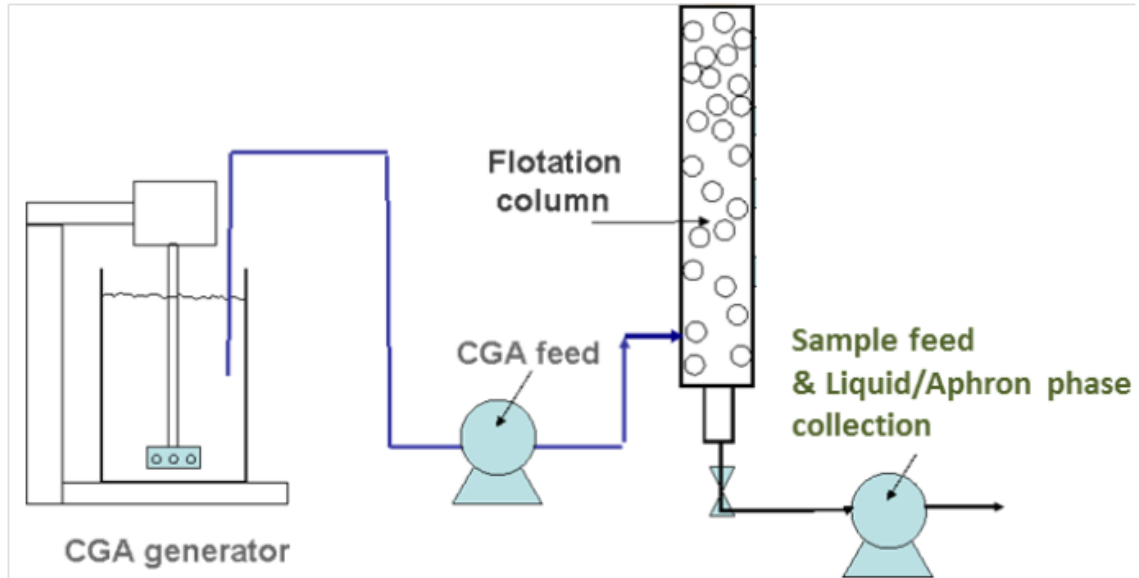 Flotation
column
CGA feed
Sample feed
& Liquid/Aphron phase
collection
CGA generator